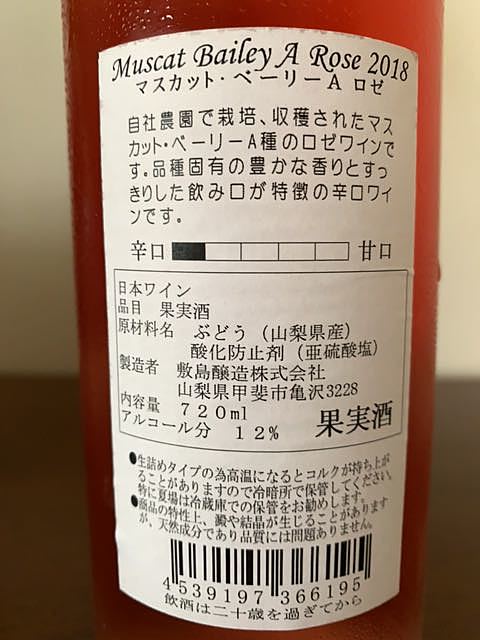 Muscat Bailey A Rose 2018
マスカット・ベーリーA ロゼ
自社農園で栽培、収穫されたマス
カット・ベーリーA種のロゼワインで
す。品種固有の豊かな香りとすっ
きりした飲み口が特徴の辛口ワイ
ンです。
辛口 甘口
日本ワイン
品目 果実酒
原材料名 ぶどう（山梨県産）
酸化防止剤（亜硫酸塩）
製造者 敷島醸造株式会社
山梨県甲斐市亀沢3228
内容量 720ml
アルコール分 12%
果実酒
●生詰めタイプの為高温になるとコルクが持ち上が
ることがありますので冷暗所で保管してください。
特に夏場は冷蔵庫での保管をお勧めします。
●商品の特性上、澱や結晶が生じることがあります
が、天然成分であり品質には問題ありません。
4 539197 366195
飲酒は二十歳を過ぎてから